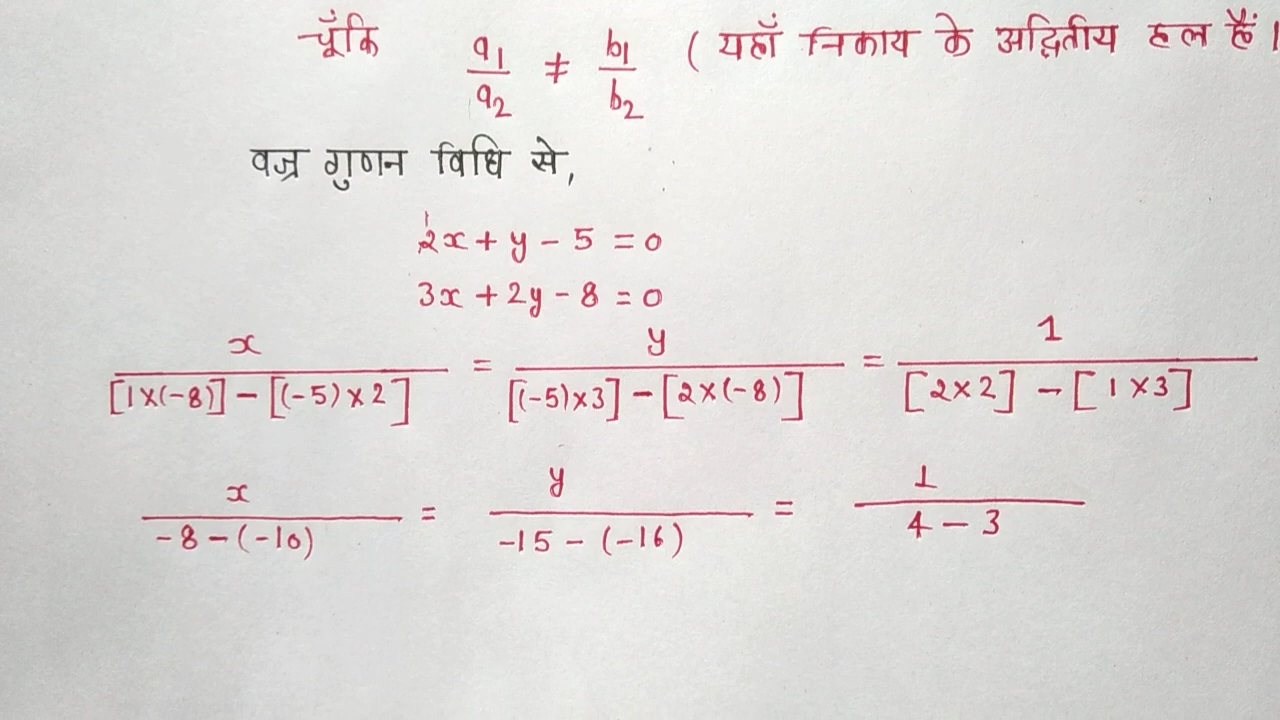 चूँकि a1/a2 ≠ b1/b2 ( यहाँ निकाय के अद्वितीय हल हैं।
वज्र गुणन विधि से,
2x + y - 5 = 0
3x + 2y - 8 = 0
x/[1×(-8)] - [(-5)×2] = y/[(-5)×3] - [2×(-8)] = 1/[2×2] - [1×3]
x/-8-(-10) = y/-15-(-16) = 1/4-3